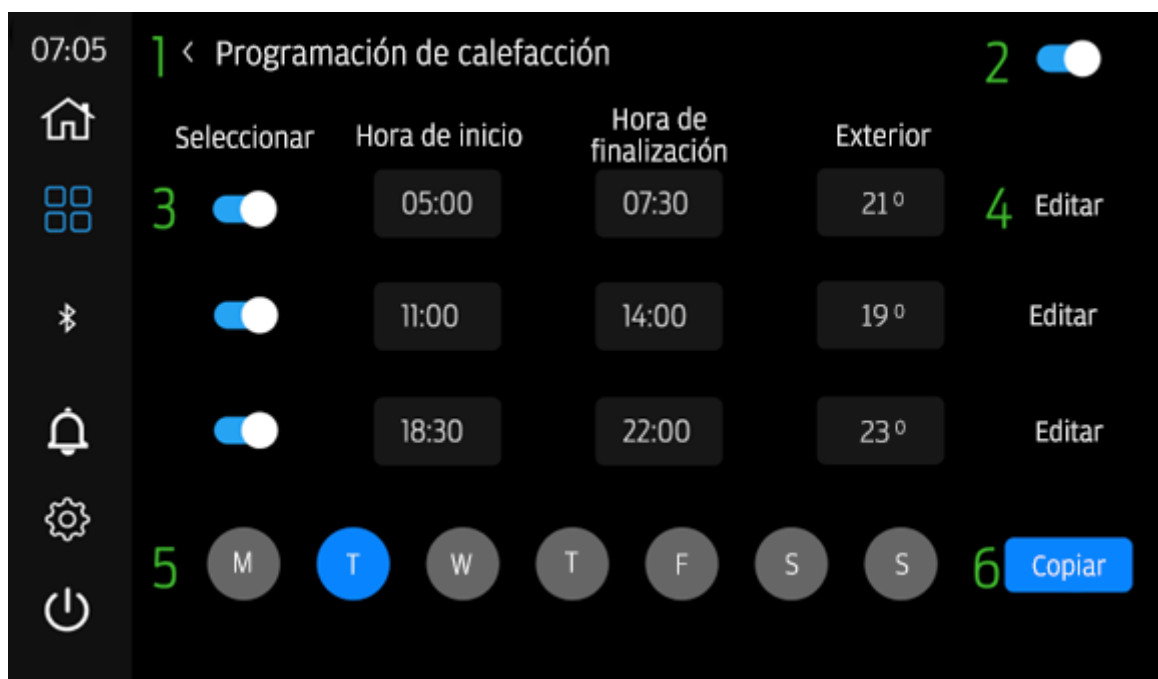 07:05
1 < Programación de calefacción 2
Seleccionar Hora de inicio Hora de finalización Exterior
3 05:00 07:30 21º 4 Editar
11:00 14:00 19º Editar
18:30 22:00 23º Editar
5 M T W T F S S 6 Copiar